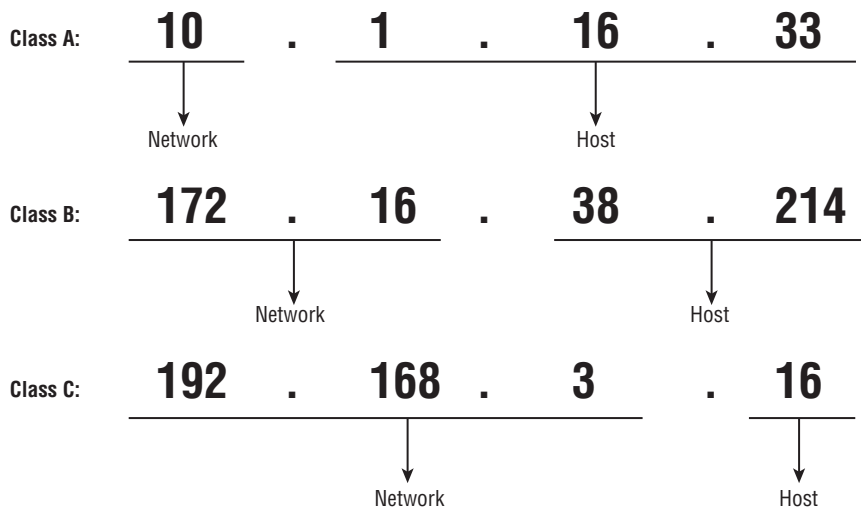 Class A: 10 . 1 . 16 . 33
Network Host
Class B: 172 . 16 . 38 . 214
Network Host
Class C: 192 . 168 . 3 . 16
Network Host